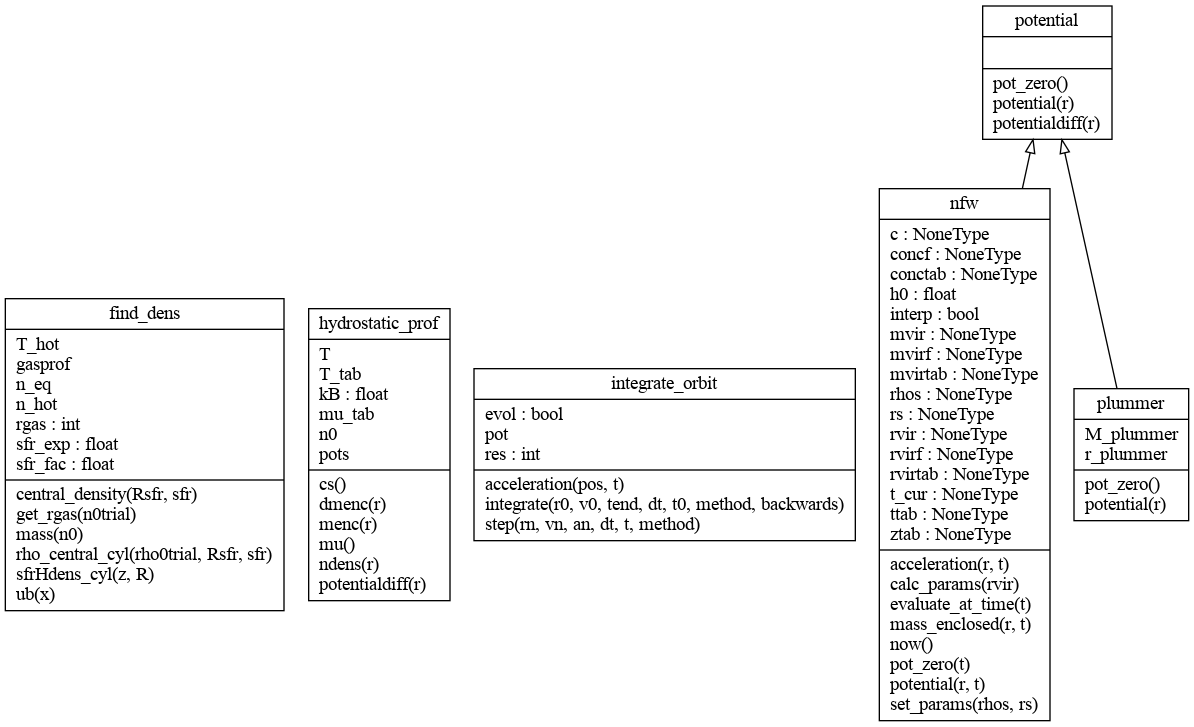 potential
pot_zero()
potential(r)
potentialdiff(r)
nfw
c : NoneType
concf : NoneType
conctab : NoneType
h0 : float
interp : bool
mvir : NoneType
mvirf : NoneType
mvirtab : NoneType
rhos : NoneType
rs : NoneType
rvir : NoneType
rvirf : NoneType
rvirtab : NoneType
t_cur : NoneType
ttab : NoneType
ztab : NoneType
acceleration(r, t)
calc_params(rvir)
evaluate_at_time(t)
mass_enclosed(r, t)
now()
pot_zero(t)
potential(r, t)
set_params(rhos, rs)
find_dens
T_hot
gasprof
n_eq
n_hot
rgas : int
sfr_exp : float
sfr_fac : float
central_density(Rsfr, sfr)
get_rgas(n0trial)
mass(n0)
rho_central_cyl(rho0trial, Rsfr, sfr)
sfrHdens_cyl(z, R)
ub(x)
hydrostatic_prof
T
T_tab
kB : float
mu_tab
n0
pots
cs()
dmenc(r)
menc(r)
mu()
ndens(r)
potentialdiff(r)
integrate_orbit
evol : bool
pot
res : int
acceleration(pos, t)
integrate(r0, v0, tend, dt, t0, method, backwards)
step(rn, vn, an, dt, t, method)
plummer
M_plummer
r_plummer
pot_zero()
potential(r)